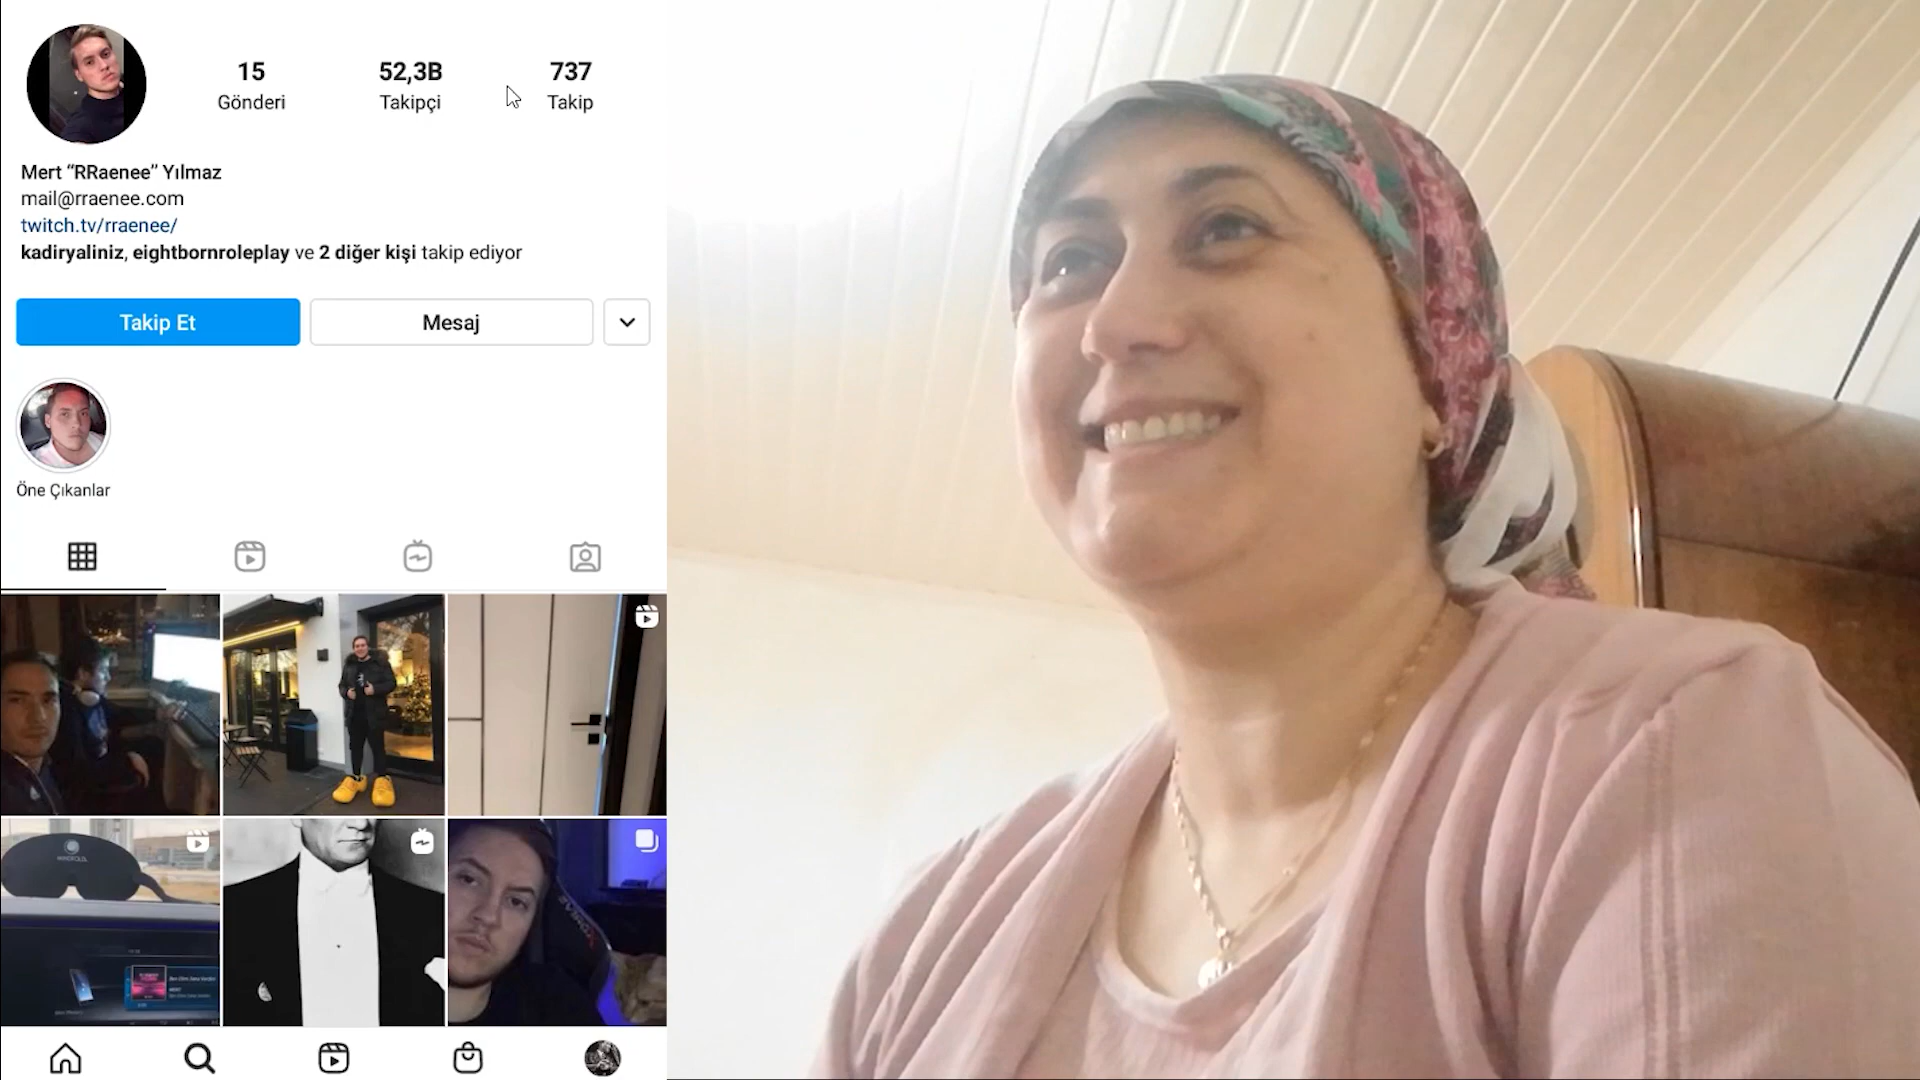 15
52,3B
737
Gönderi
Takipçi
Takip
Mert “RRaenee” Yılmaz
mail@rraenee.com
twitch.tv/rraenee/
kadiryaliniz, eightbornroleplay ve 2 diğer kişi takip ediyor
Takip Et
Mesaj
Öne Çıkanlar